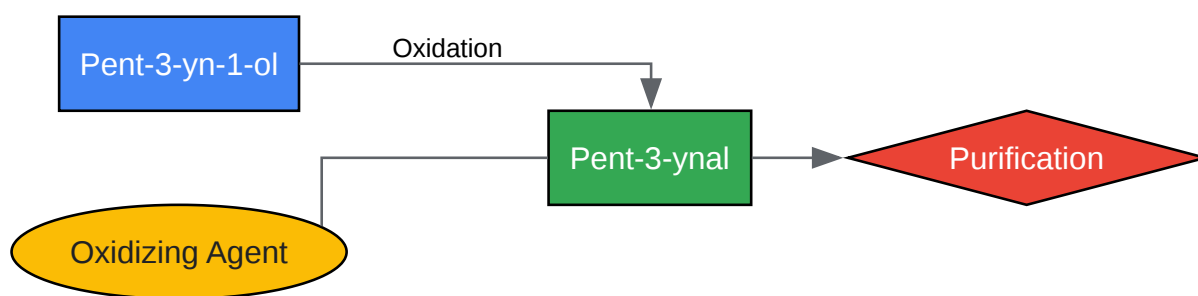 Oxidation
Pent-3-yn-1-ol
Pent-3-ynal
Purification
Oxidizing Agent